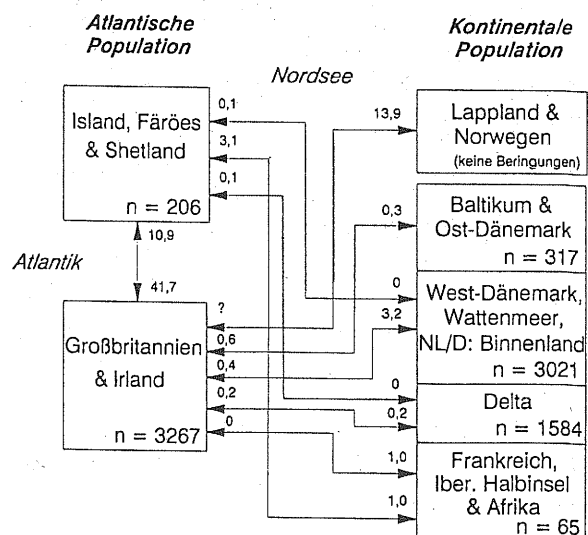 Atlantische
Population
Kontinentale
Population
Nordsee
Atlantik
Island, Färöes
& Shetland
n = 206
0,1
3,1
0,1
10,9
41,7
Großbritannien
& Irland
n = 3267
?
0,6
0,4
0,2
0
13,9
Lappland &
Norwegen
(keine Beringungen)
0,3
Baltikum &
Ost-Dänemark
n = 317
0
3,2
West-Dänemark,
Wattenmeer,
NL/D: Binnenland
n = 3021
0
0,2
Delta
n = 1584
1,0
1,0
Frankreich,
Iber. Halbinsel
& Afrika
n = 65